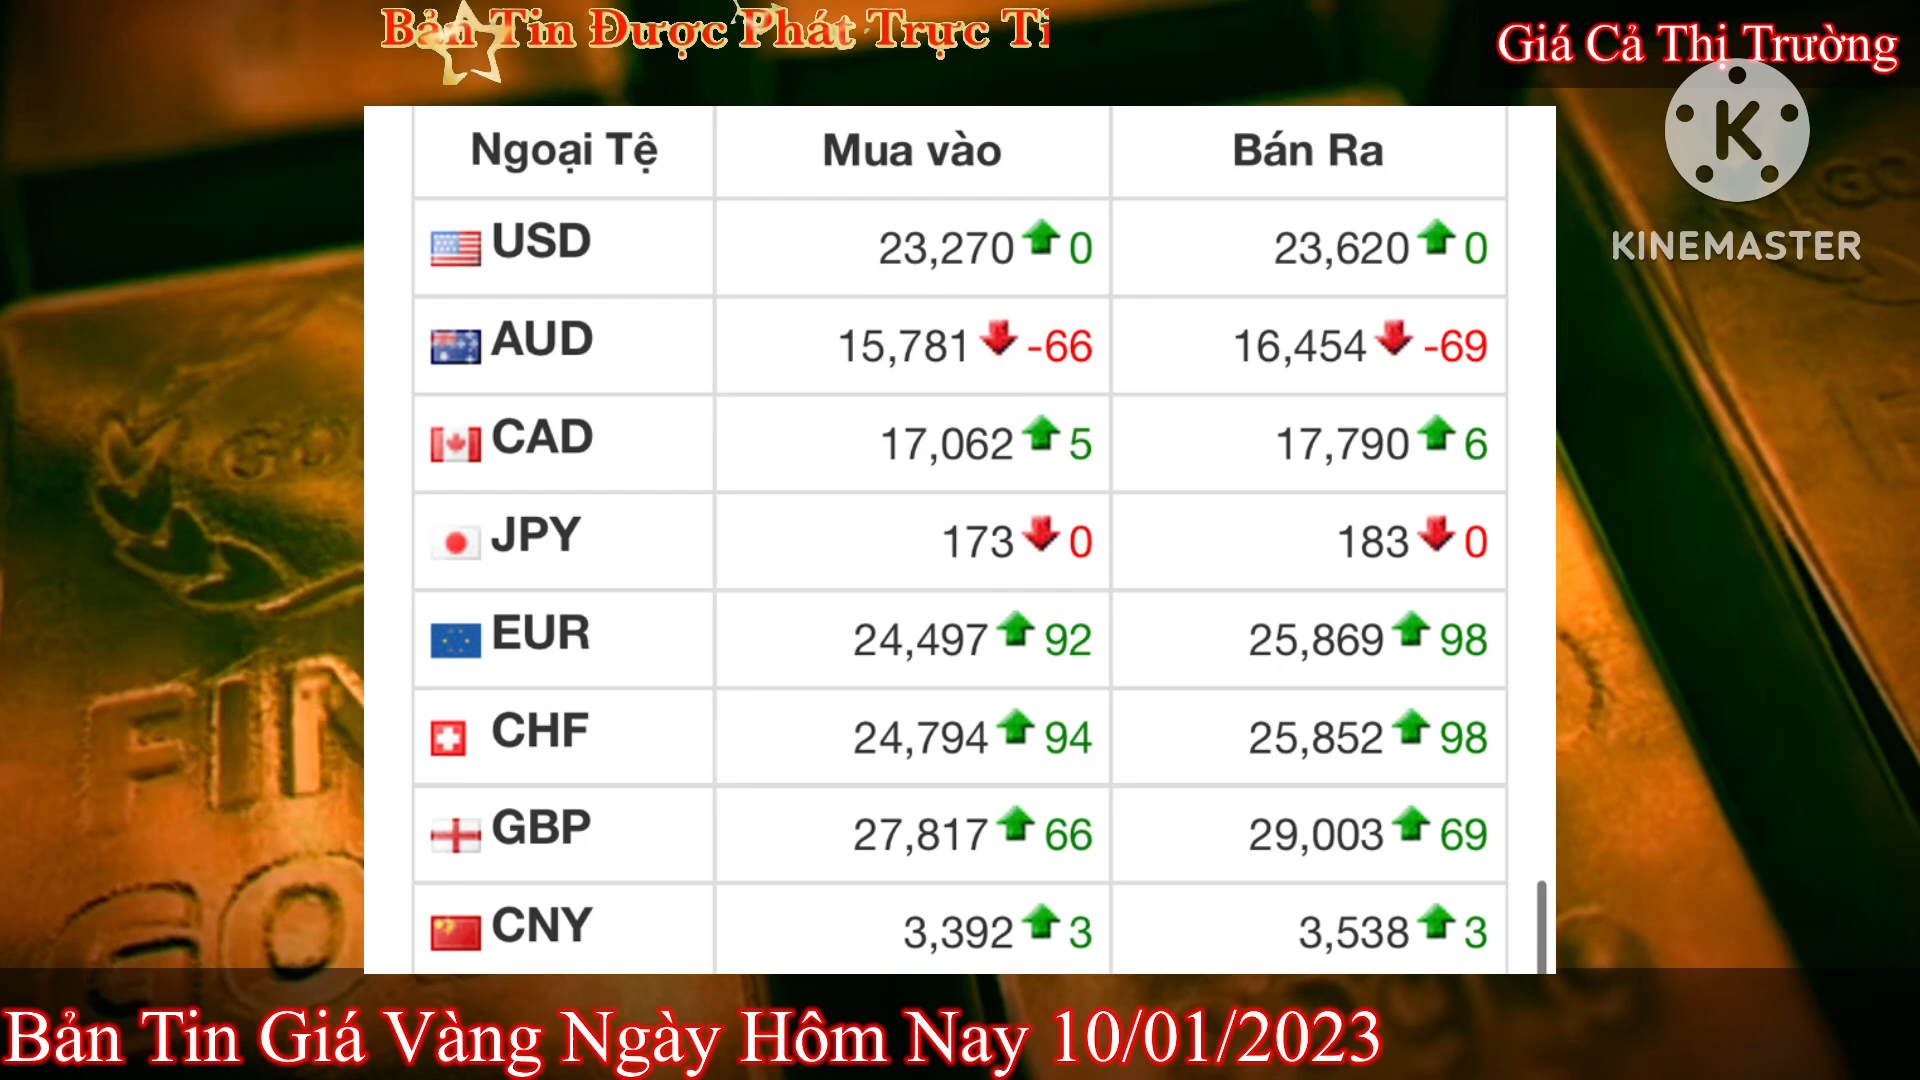 Bản Tin Được Phát Trực
Giá Cả Thị Trường
K
KINEMASTER
Ngoại Tệ Mua vào Bán Ra
USD 23,270 0 23,620 0
AUD 15,781 -66 16,454 -69
CAD 17,062 5 17,790 6
JPY 173 0 183 0
EUR 24,497 92 25,869 98
CHF 24,794 94 25,852 98
GBP 27,817 66 29,003 69
CNY 3,392 3 3,538 3
Bản Tin Giá Vàng Ngày Hôm Nay 10/01/2023